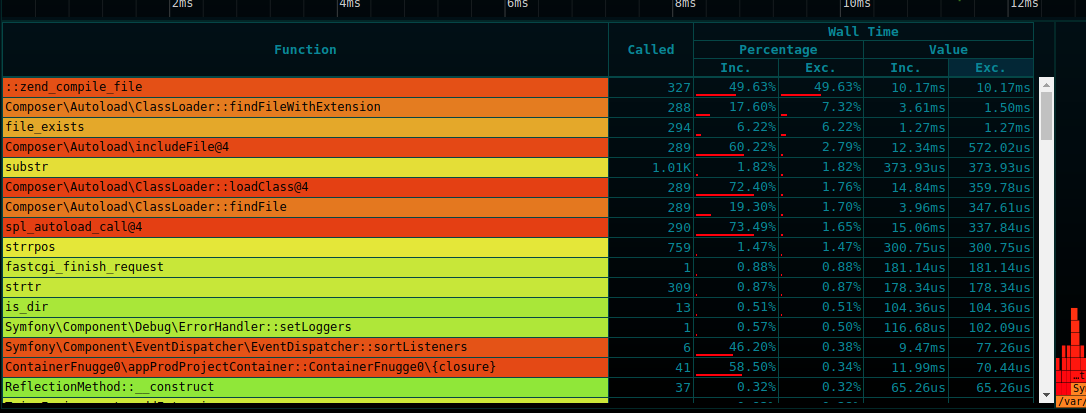 2ms 4ms 6ms 8ms 10ms 12ms
Wall Time
Function Called Percentage Value
Inc. Exc. Inc. Exc.
::zend_compile_file 327 49.63% 49.63% 10.17ms 10.17ms
Composer\Autoload\ClassLoader::findFileWithExtension 288 17.60% 7.32% 3.61ms 1.50ms
file_exists 294 6.22% 6.22% 1.27ms 1.27ms
Composer\Autoload\includeFile@4 289 60.22% 2.79% 12.34ms 572.02us
substr 1.01K 1.82% 1.82% 373.93us 373.93us
Composer\Autoload\ClassLoader::loadClass@4 289 72.40% 1.76% 14.84ms 359.78us
Composer\Autoload\ClassLoader::findFile 289 19.30% 1.70% 3.96ms 347.61us
spl_autoload_call@4 290 73.49% 1.65% 15.06ms 337.84us
strrpos 759 1.47% 1.47% 300.75us 300.75us
fastcgi_finish_request 1 0.88% 0.88% 181.14us 181.14us
strtr 309 0.87% 0.87% 178.34us 178.34us
is_dir 13 0.51% 0.51% 104.36us 104.36us
Symfony\Component\Debug\ErrorHandler::setLoggers 1 0.57% 0.50% 116.68us 102.09us
Symfony\Component\EventDispatcher\EventDispatcher::sortListeners 6 46.20% 0.38% 9.47ms 77.26us
ContainerFnugge0\appProdProjectContainer::ContainerFnugge0\{closure} 41 58.50% 0.34% 11.99ms 70.44us
ReflectionMethod::__construct 37 0.32% 0.32% 65.26us 65.26us
…t
Sy
/var/